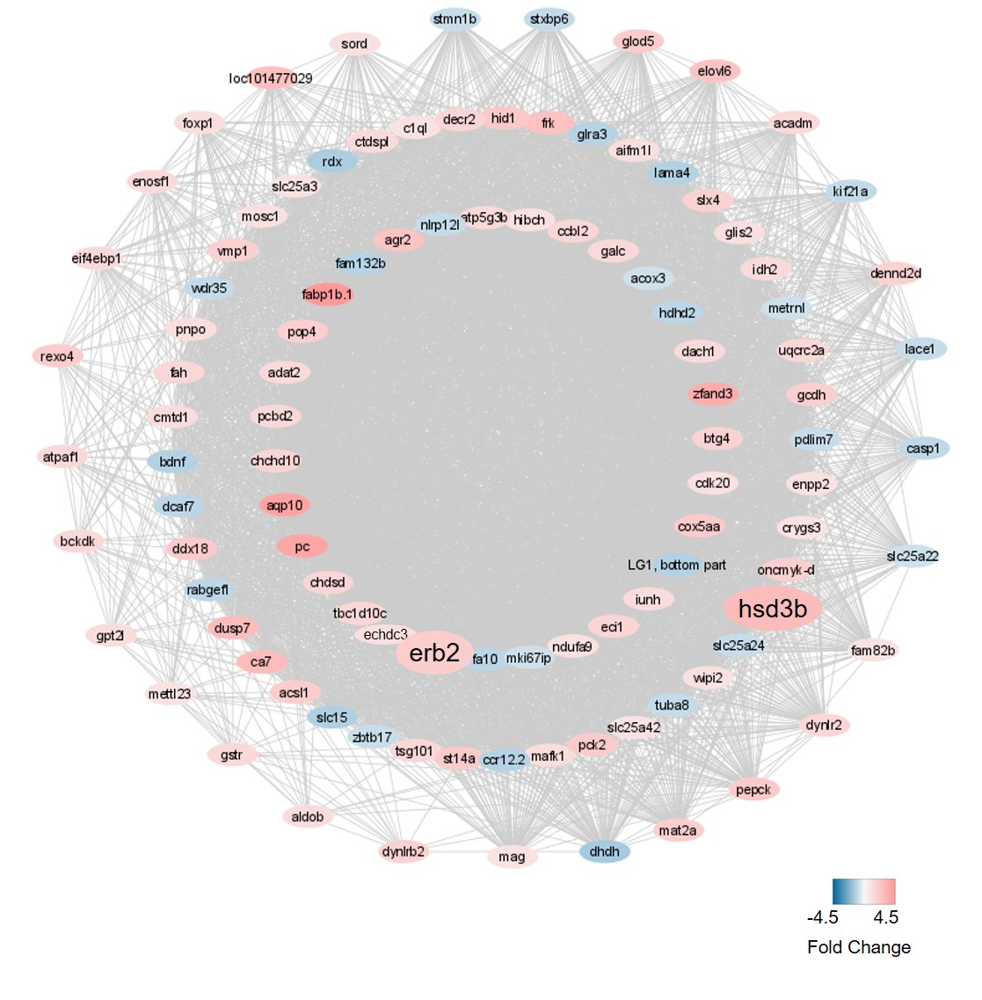 stmn1b
stxbp6
sord
glod5
elovl6
loc101477029
foxp1
ctdspl
c1ql
decr2
hid1
frk
glra3
aifm1l
acadm
rdx
lama4
enosf1
slc25a3
slx4
kif21a
mosc1
nlrp12l
atp5g3b
hibch
ccbl2
glis2
eif4ebp1
vmp1
agr2
galc
idh2
dennd2d
fam132b
acox3
wdr35
fabp1b.1
hdhd2
metrnl
pnpo
pop4
rexo4
dach1
uqcrc2a
lace1
fah
adat2
zfand3
gcdh
cmtd1
pcbd2
btg4
pdlim7
casp1
atpaf1
bdnf
chchd10
cdk20
enpp2
dcaf7
aqp10
cox5aa
crygs3
bckdk
ddx18
pc
LG1, bottom part
oncmyk-d
slc25a22
rabgefl
chdsd
iunh
hsd3b
gpt2l
dusp7
tbc1d10c
echdc3
erb2
fa10
mki67ip
ndufa9
eci1
slc25a24
fam82b
mettl23
ca7
acsl1
wipi2
slc15
zbtb17
tuba8
dynlr2
gstr
tsg101
st14a
ccr12.2
mafk1
pck2
slc25a42
pepck
aldob
mat2a
dynlrb2
mag
dhdh
-4.5
4.5
Fold Change